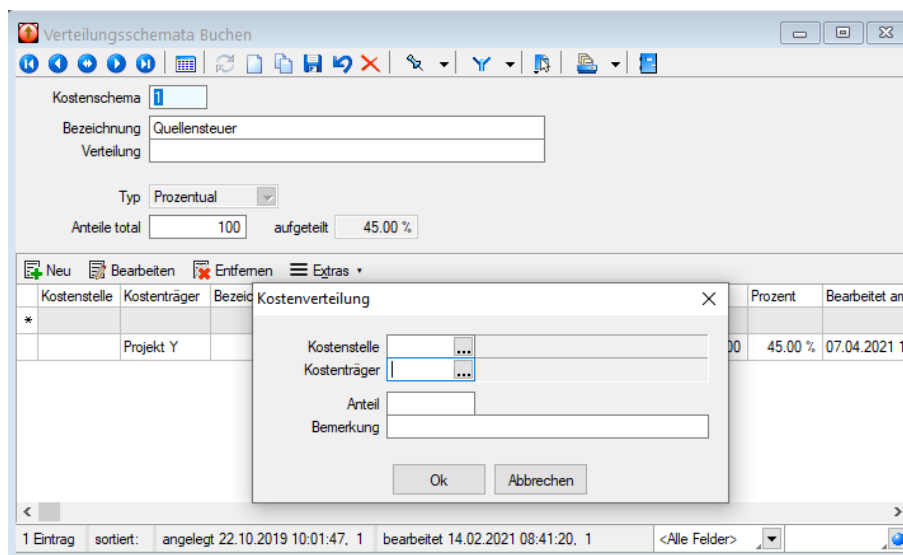 Verteilungsschemata Buchen
Kostenschema 1
Bezeichnung Quellensteuer
Verteilung
Typ Prozentual
Anteile total 100 aufgeteilt 45.00 %
Neu Bearbeiten Entfernen Extras
Kostenstelle Kostenträger Bezeic Prozent Bearbeitet am
*
Projekt Y 00 45.00 % 07.04.2021 1
Kostenverteilung
Kostenstelle ...
Kostenträger ...
Anteil
Bemerkung
Ok Abbrechen
1 Eintrag sortiert: angelegt 22.10.2019 10:01:47, 1 bearbeitet 14.02.2021 08:41:20, 1 <Alle Felder>